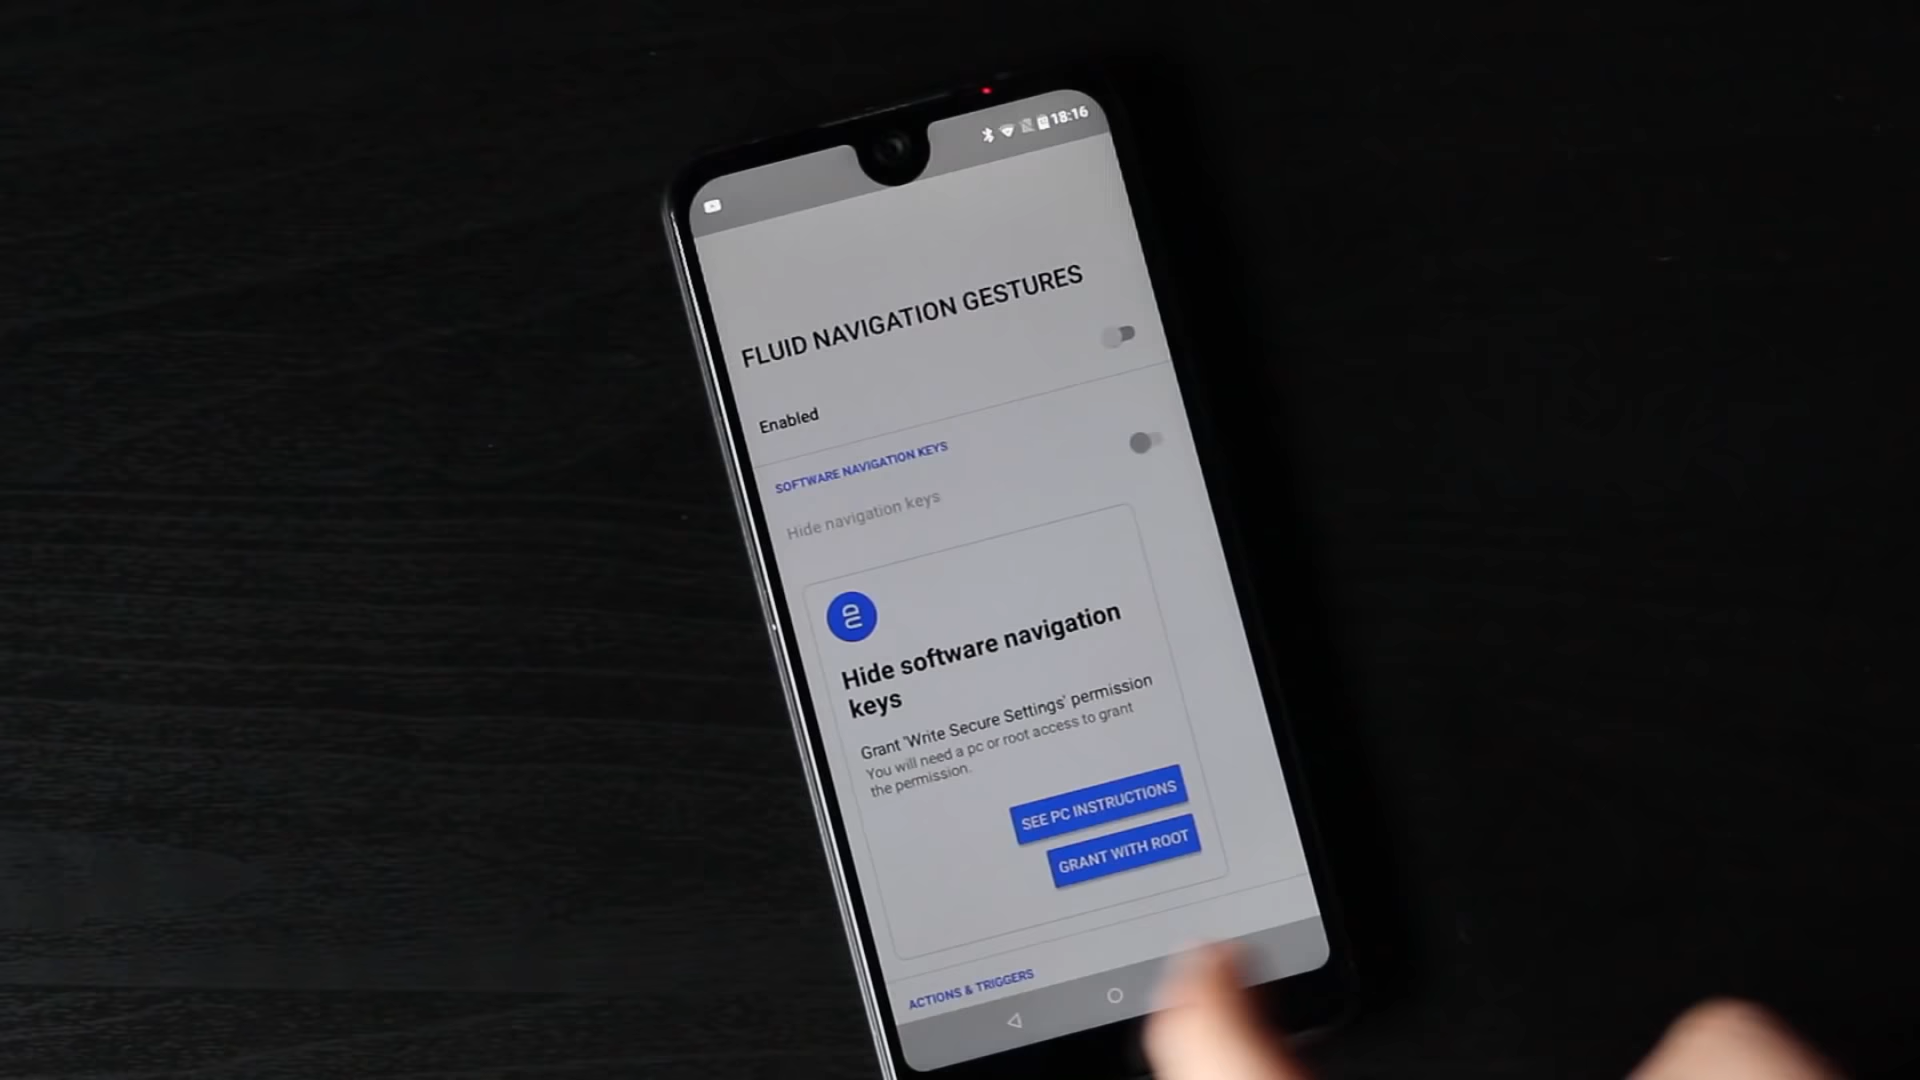 18:16
FLUID NAVIGATION GESTURES
Enabled
SOFTWARE NAVIGATION KEYS
Hide navigation keys
Hide software navigation
keys
Grant 'Write Secure Settings' permission
You will need a pc or root access to grant
the permission.
SEE PC INSTRUCTIONS
GRANT WITH ROOT
ACTIONS & TRIGGERS